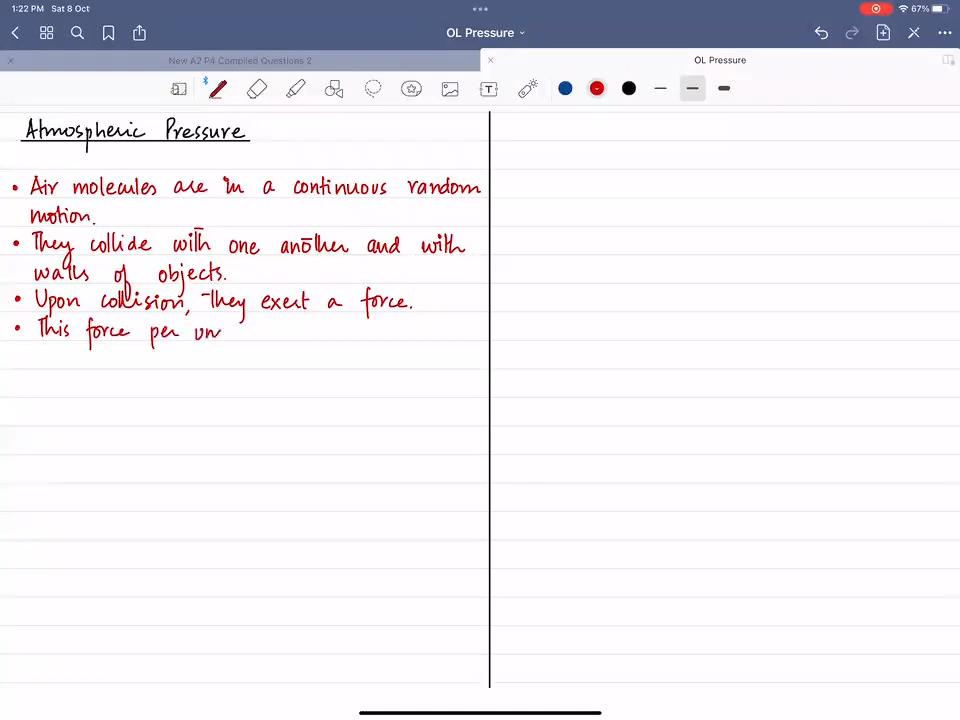 1:22 PM Sat 8 Oct
67%
OL Pressure
New A2 P4 Compiled Questions 2
OL Pressure
Atmospheric Pressure
• Air molecules are in a continuous random
motion.
• They collide with one another and with
walls of objects.
• Upon collision, They exert a force.
• This force per un